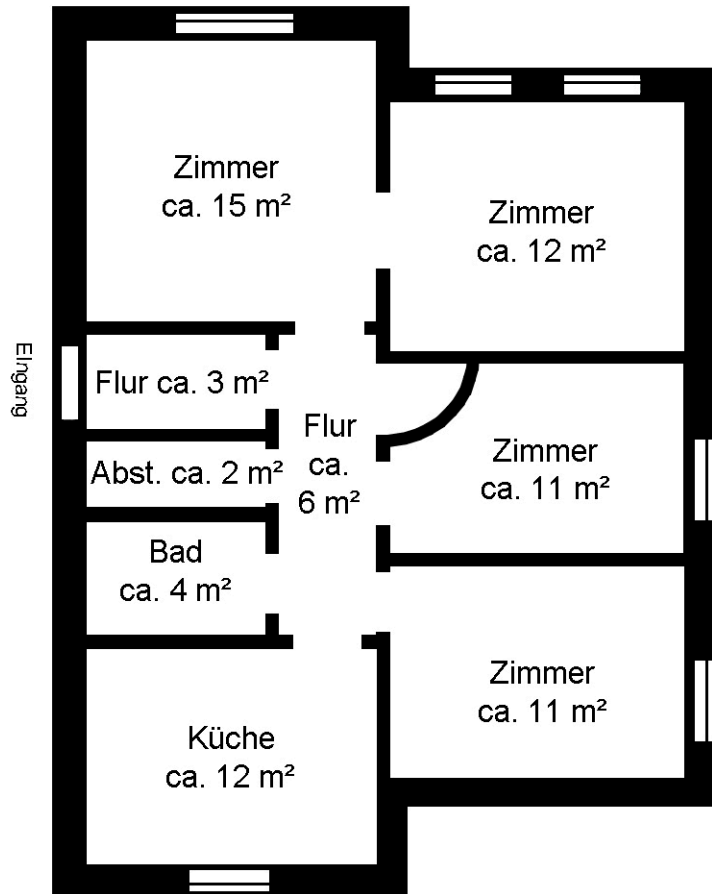 Zimmer
ca. 15 m²
Zimmer
ca. 12 m²
EIngang
Flur ca. 3 m²
Flur
ca.
6 m²
Zimmer
ca. 11 m²
Abst. ca. 2 m²
Bad
ca. 4 m²
Zimmer
ca. 11 m²
Küche
ca. 12 m²